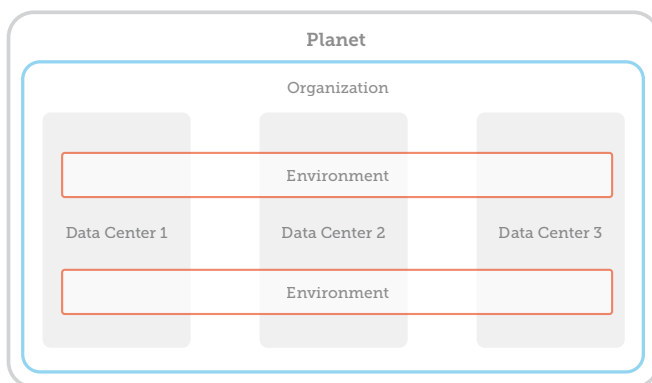 Planet
Organization
Environment
Data Center 1
Data Center 2
Data Center 3
Environment